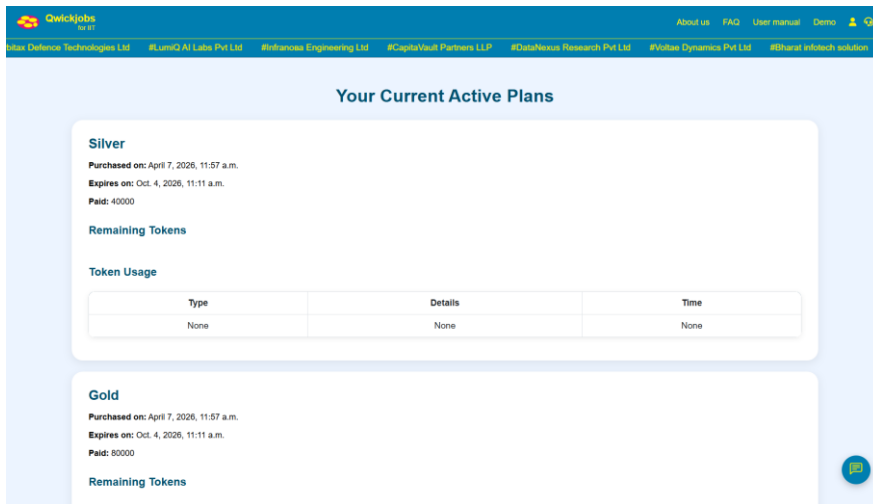 Qwickjobs
for IIT
About us FAQ User manual Demo
bitax Defence Technologies Ltd #LumiQ AI Labs Pvt Ltd #Infranoва Engineering Ltd #CapitaVault Partners LLP #DataNexus Research Pvt Ltd #Voltae Dynamics Pvt Ltd #Bharat infotech solution
Your Current Active Plans
Silver
Purchased on: April 7, 2026, 11:57 a.m.
Expires on: Oct. 4, 2026, 11:11 a.m.
Paid: 40000
Remaining Tokens
Token Usage
Type Details Time
None None None
Gold
Purchased on: April 7, 2026, 11:57 a.m.
Expires on: Oct. 4, 2026, 11:11 a.m.
Paid: 80000
Remaining Tokens